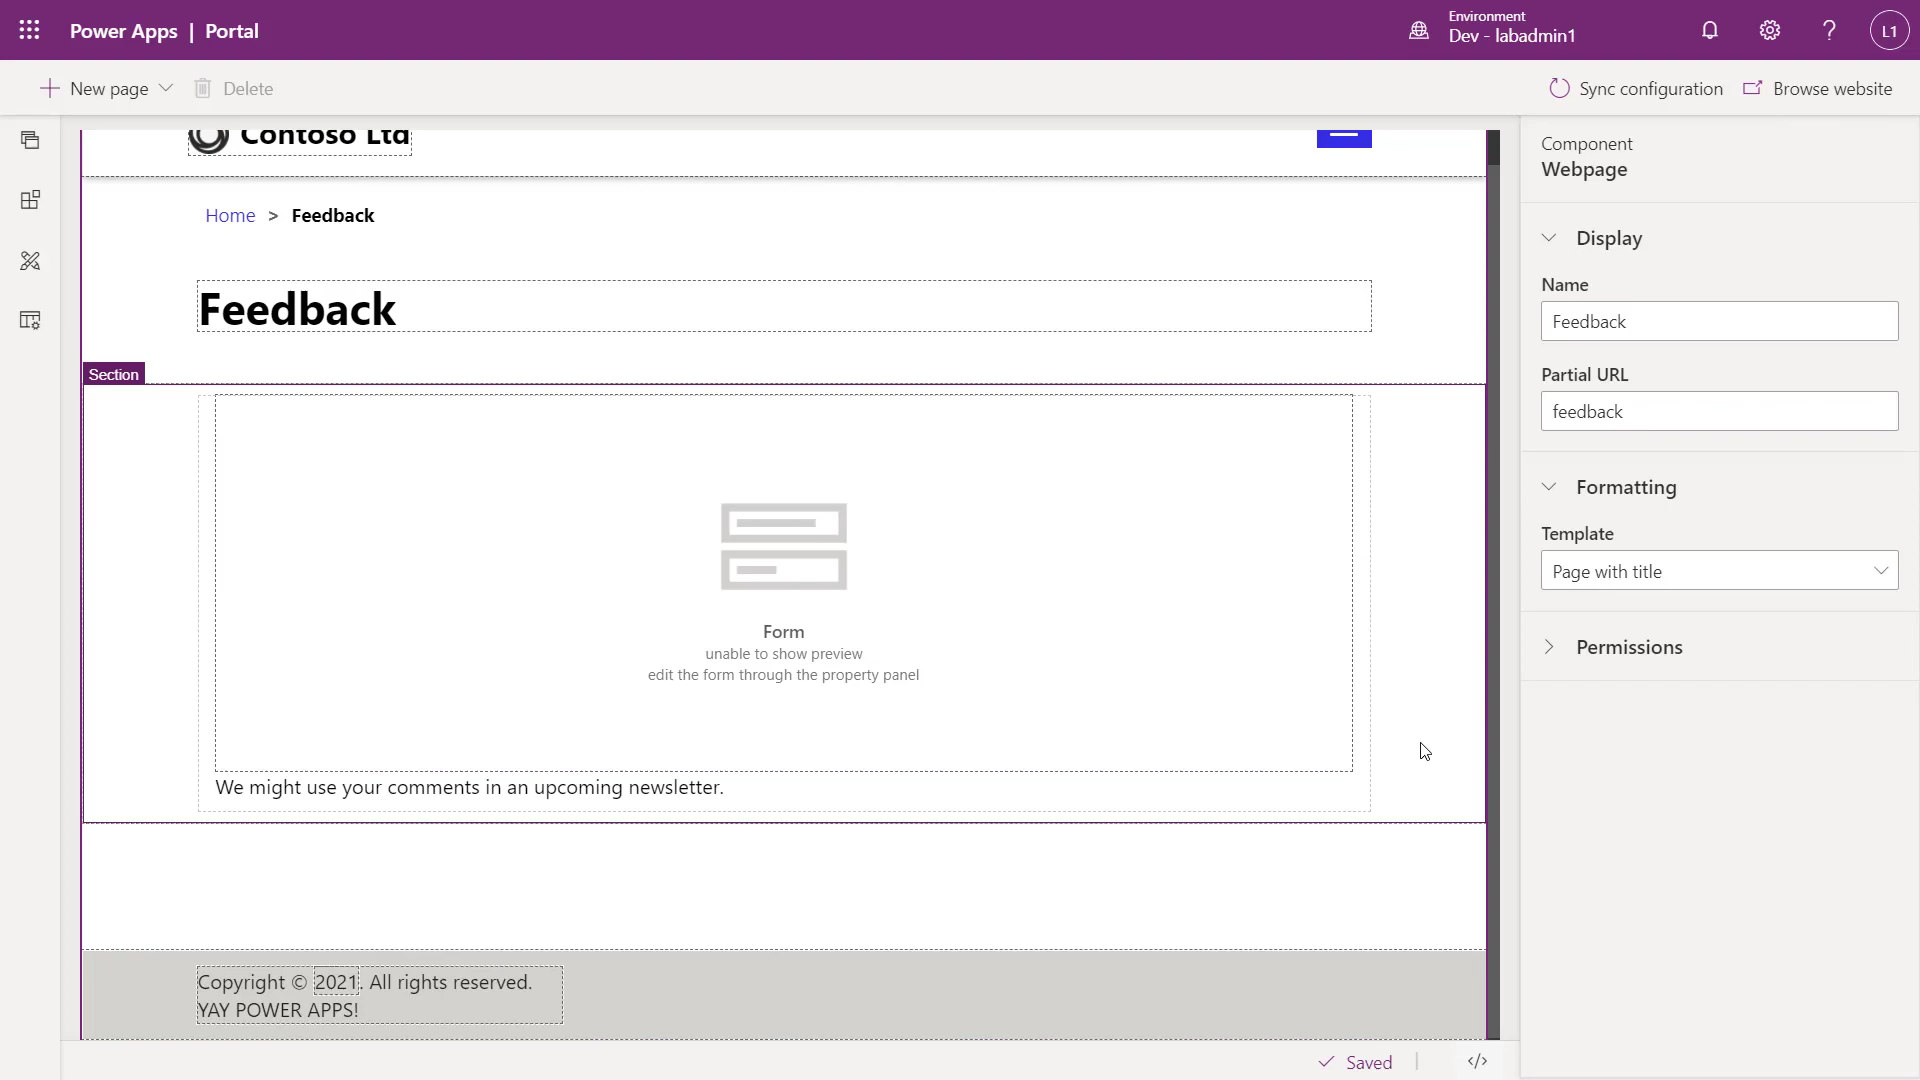 Power Apps | Portal
Environment
Dev - labadmin1
L1
New page
Delete
Sync configuration
Browse website
Contoso Ltd
Home > Feedback
Feedback
Section
Form
unable to show preview
edit the form through the property panel
We might use your comments in an upcoming newsletter.
Copyright © 2021. All rights reserved.
YAY POWER APPS!
Saved
</>
Component
Webpage
Display
Name
Feedback
Partial URL
feedback
Formatting
Template
Page with title
Permissions